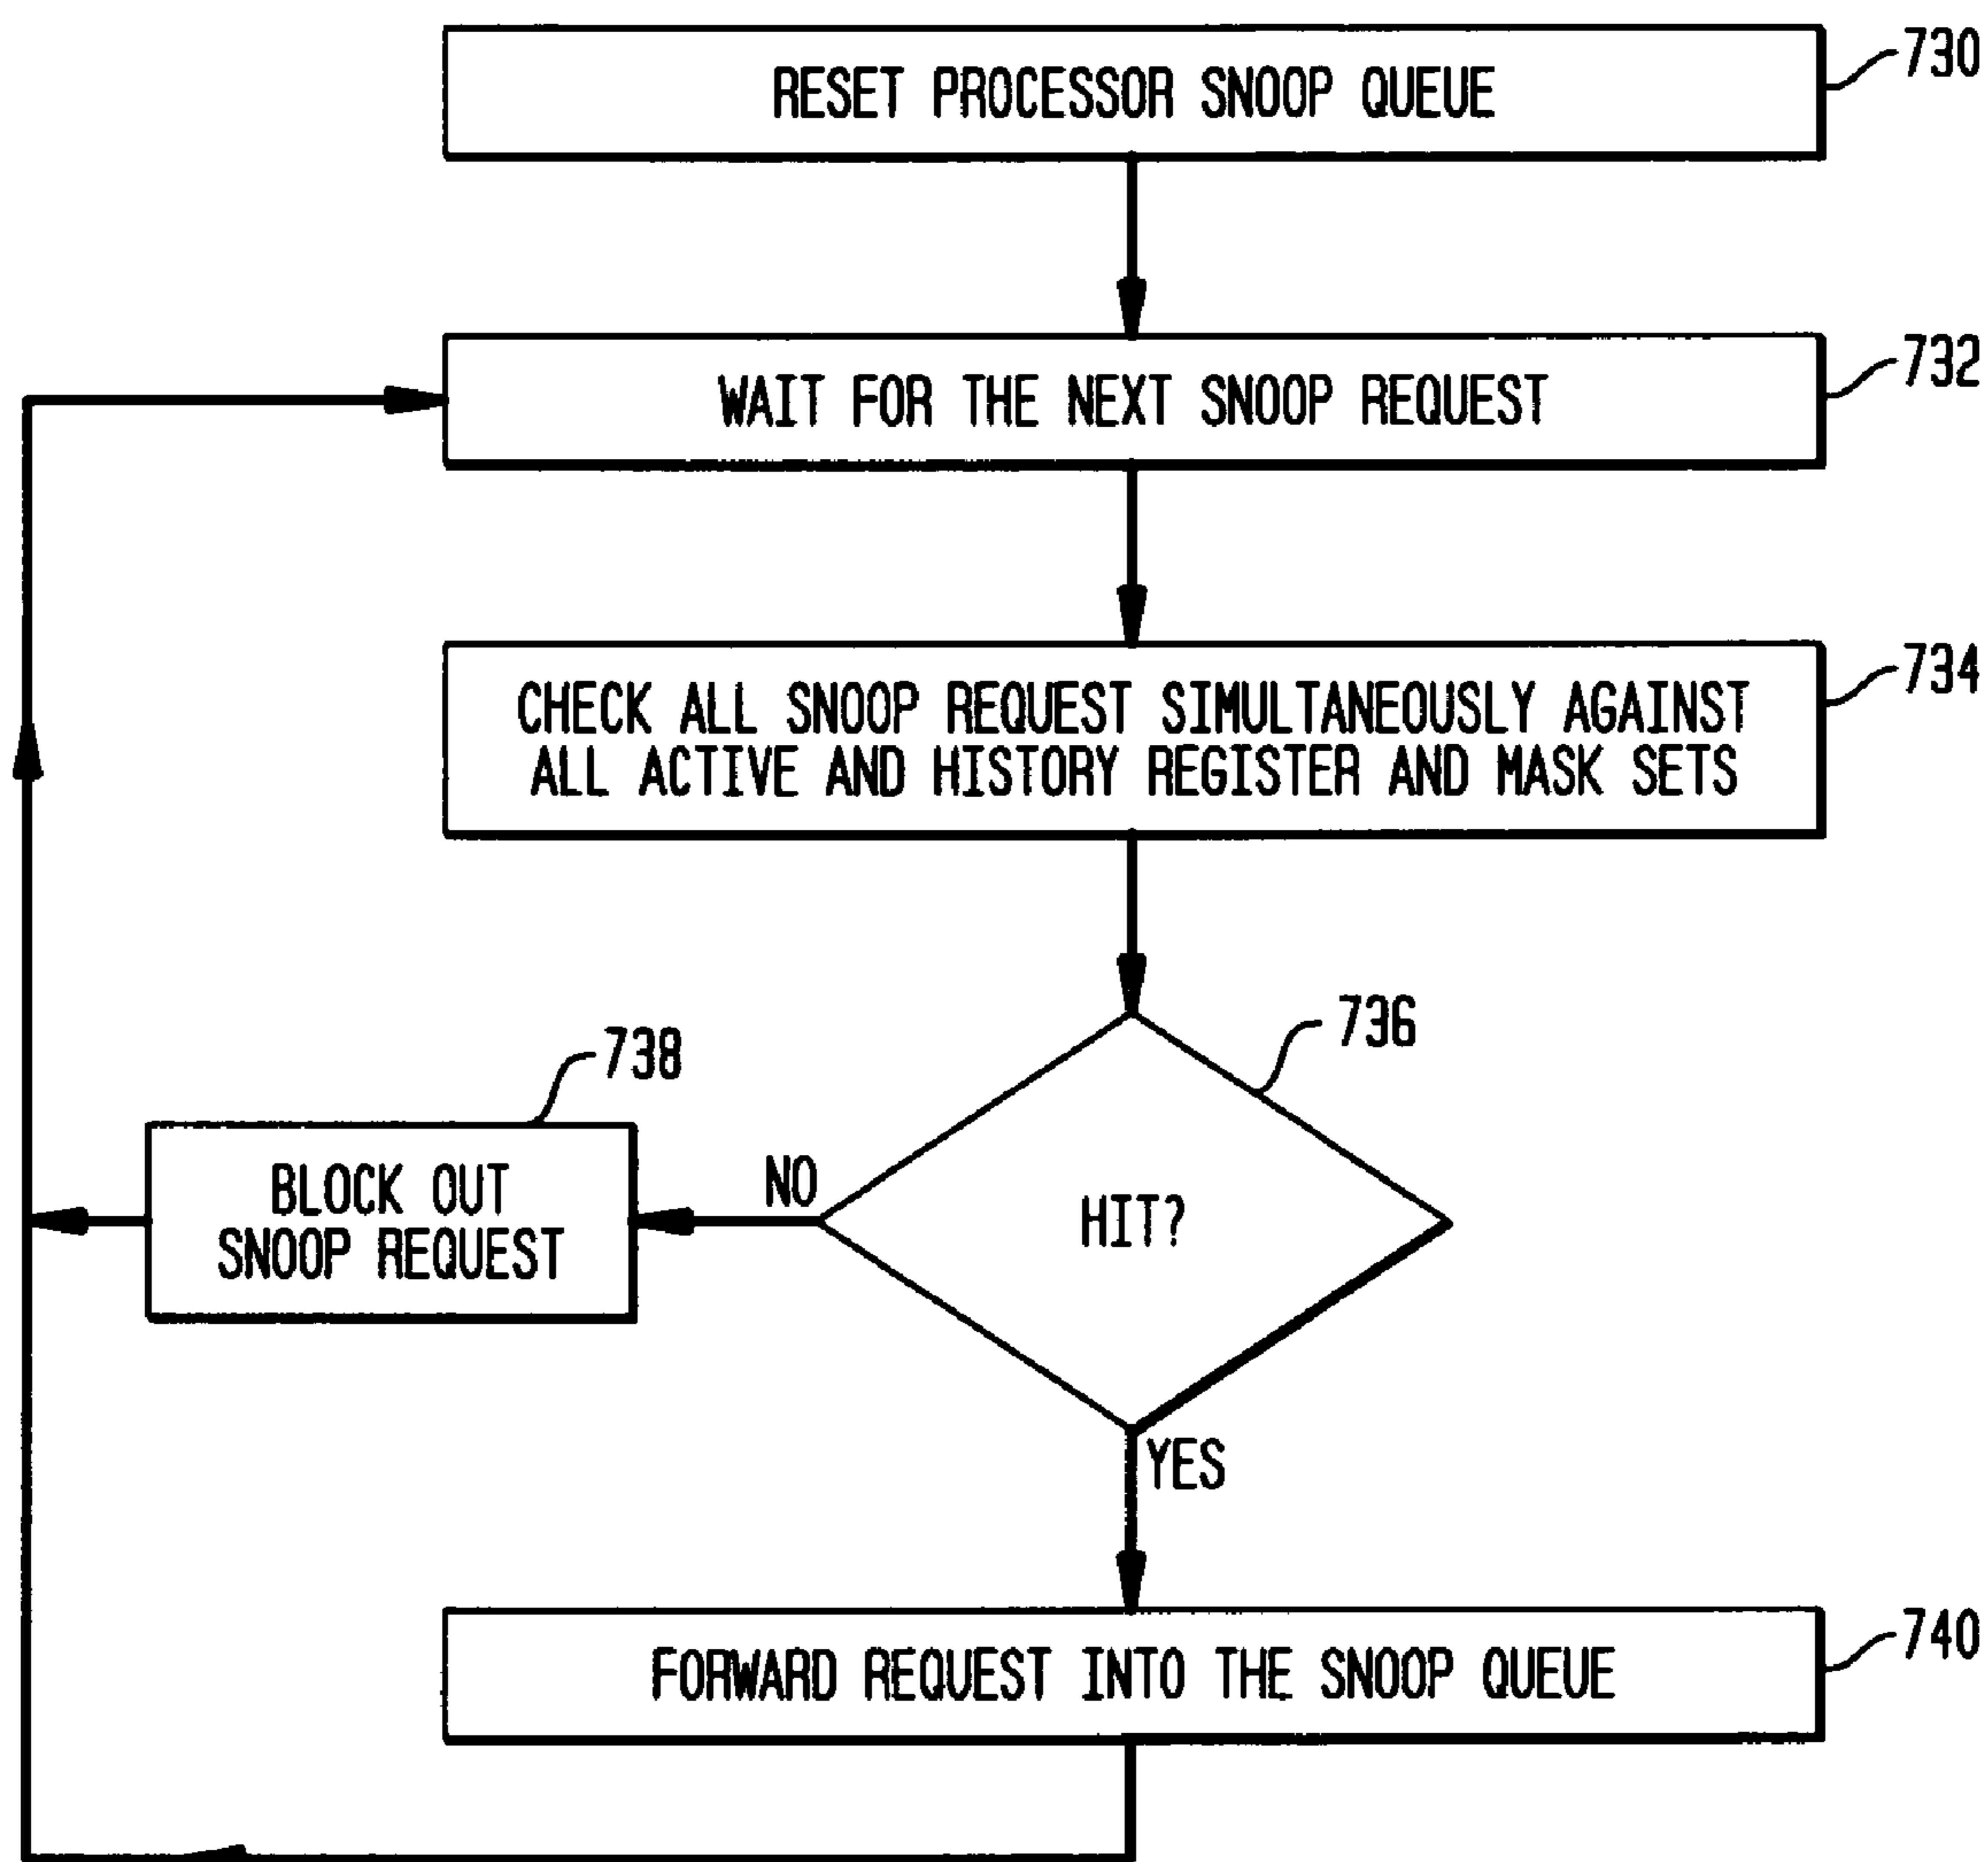 RESET PROCESSOR SNOOP QUEUE
730
WAIT FOR THE NEXT SNOOP REQUEST
732
CHECK ALL SNOOP REQUEST SIMULTANEOUSLY AGAINST
ALL ACTIVE AND HISTORY REGISTER AND MASK SETS
734
736
HIT?
NO
738
BLOCK OUT
SNOOP REQUEST
YES
FORWARD REQUEST INTO THE SNOOP QUEUE
740